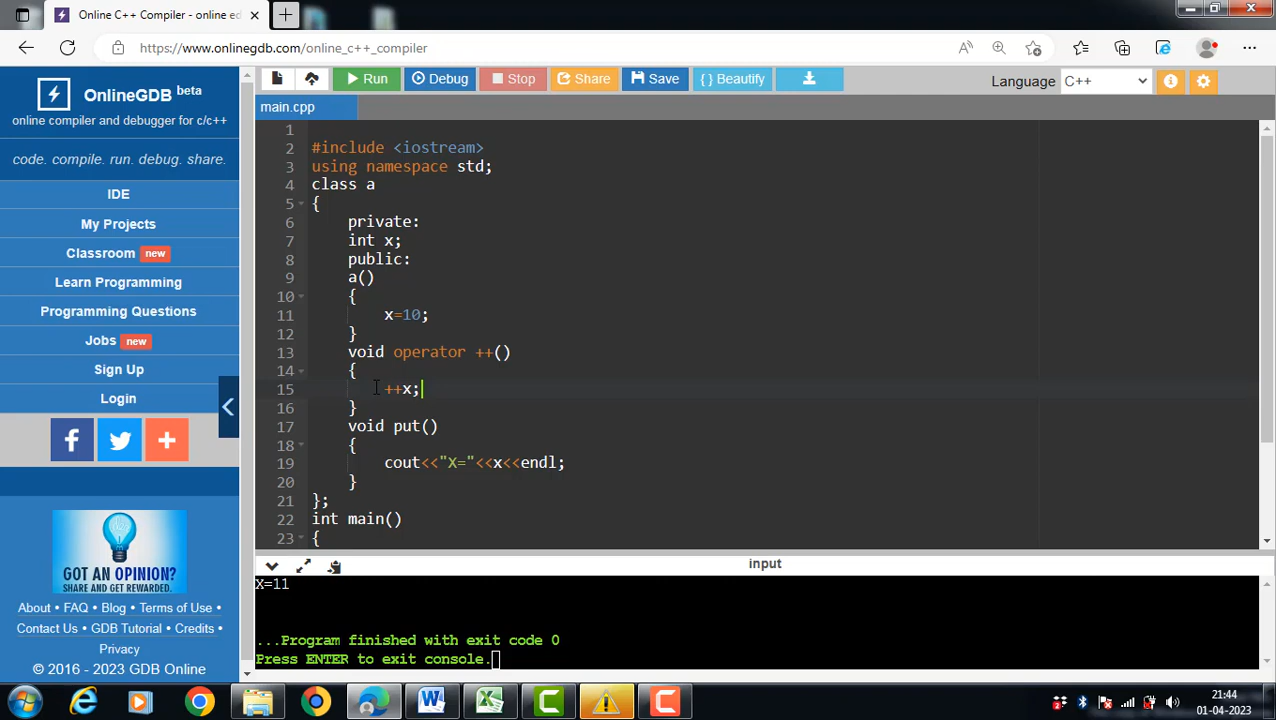 Online C++ Compiler - online ed
https://www.onlinegdb.com/online_c++_compiler
OnlineGDB beta
online compiler and debugger for c/c++
code. compile. run. debug. share.
IDE
My Projects
Classroom new
Learn Programming
Programming Questions
Jobs new
Sign Up
Login
GOT AN OPINION?
SHARE AND GET REWARDED.
About • FAQ • Blog • Terms of Use •
Contact Us • GDB Tutorial • Credits •
Privacy
© 2016 - 2023 GDB Online
Run Debug Stop Share Save { } Beautify
Language C++
main.cpp
1
2 #include <iostream>
3 using namespace std;
4 class a
5 {
6 private:
7 int x;
8 public:
9 a()
10 {
11 x=10;
12 }
13 void operator ++()
14 {
15 ++x;
16 }
17 void put()
18 {
19 cout<<"X="<<x<<endl;
20 }
21 };
22 int main()
23 {
input
X=11
...Program finished with exit code 0
Press ENTER to exit console.
21:44
01-04-2023